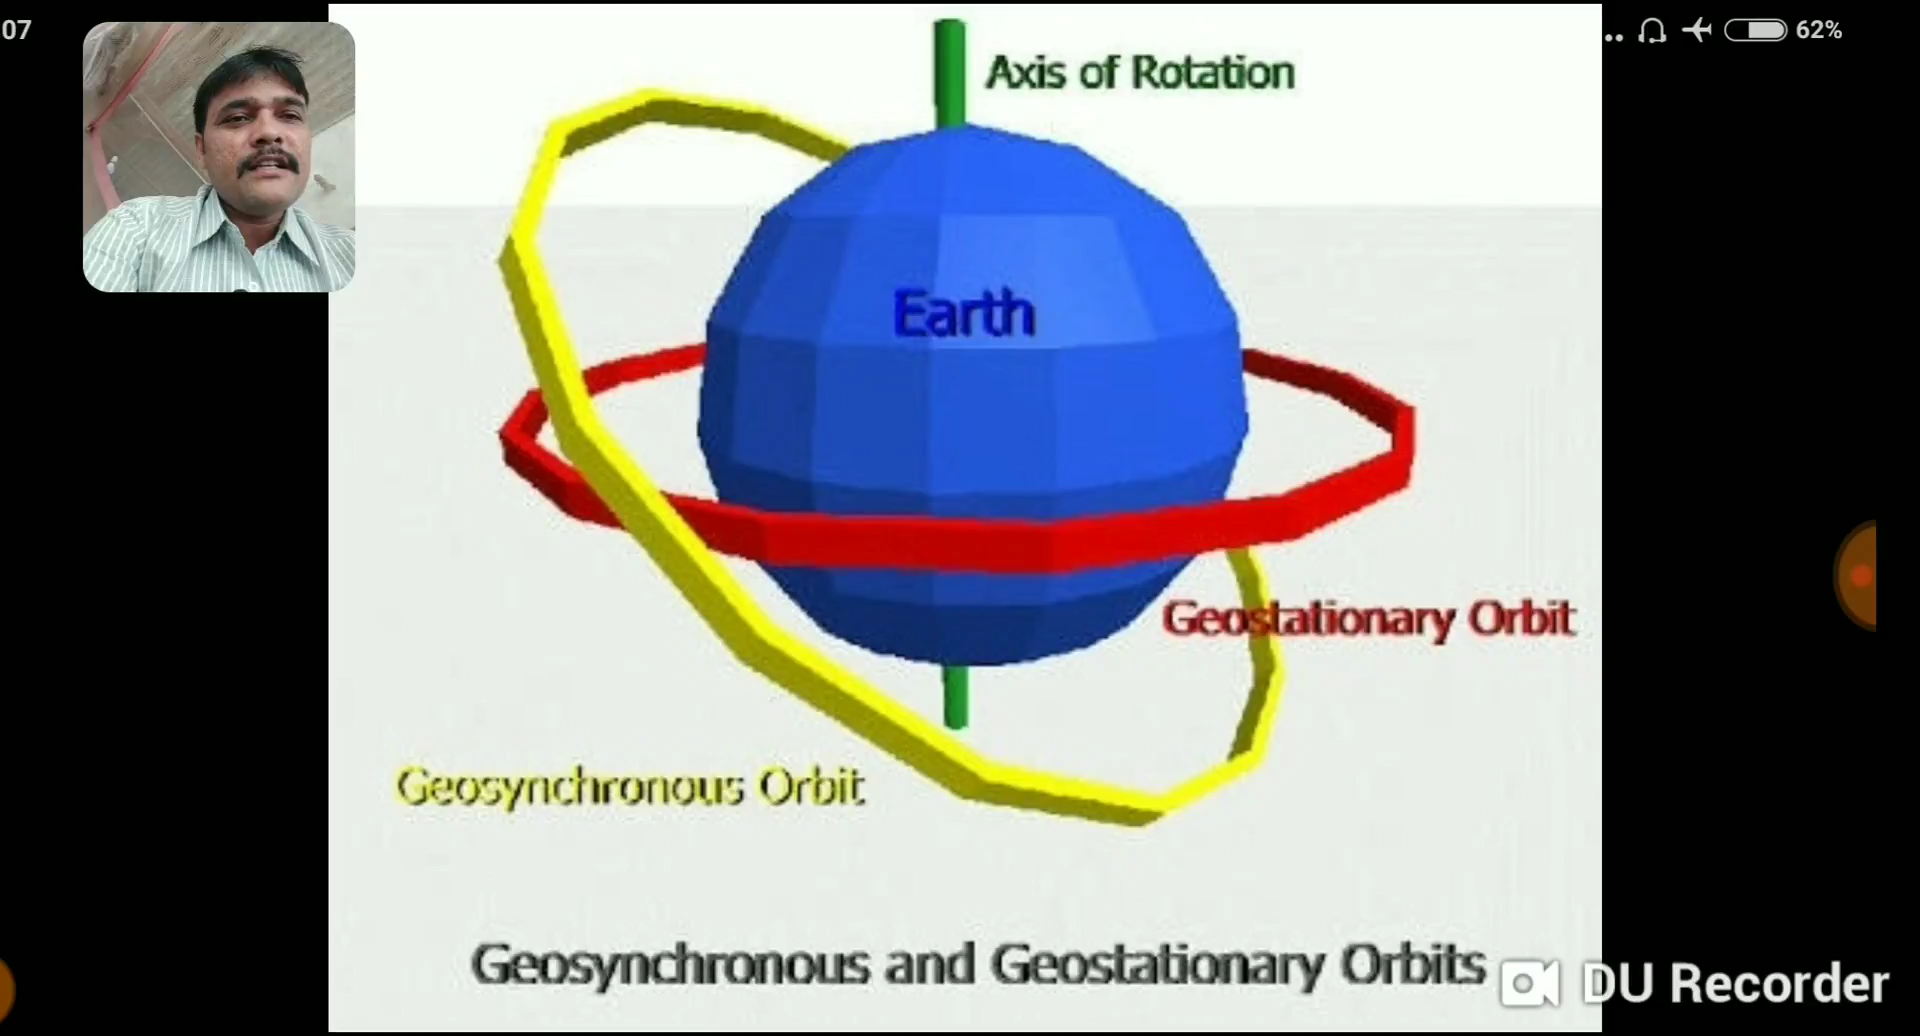 07
62%
Axis of Rotation
Earth
Geostationary Orbit
Geosynchronous Orbit
Geosynchronous and Geostationary Orbits
DU Recorder